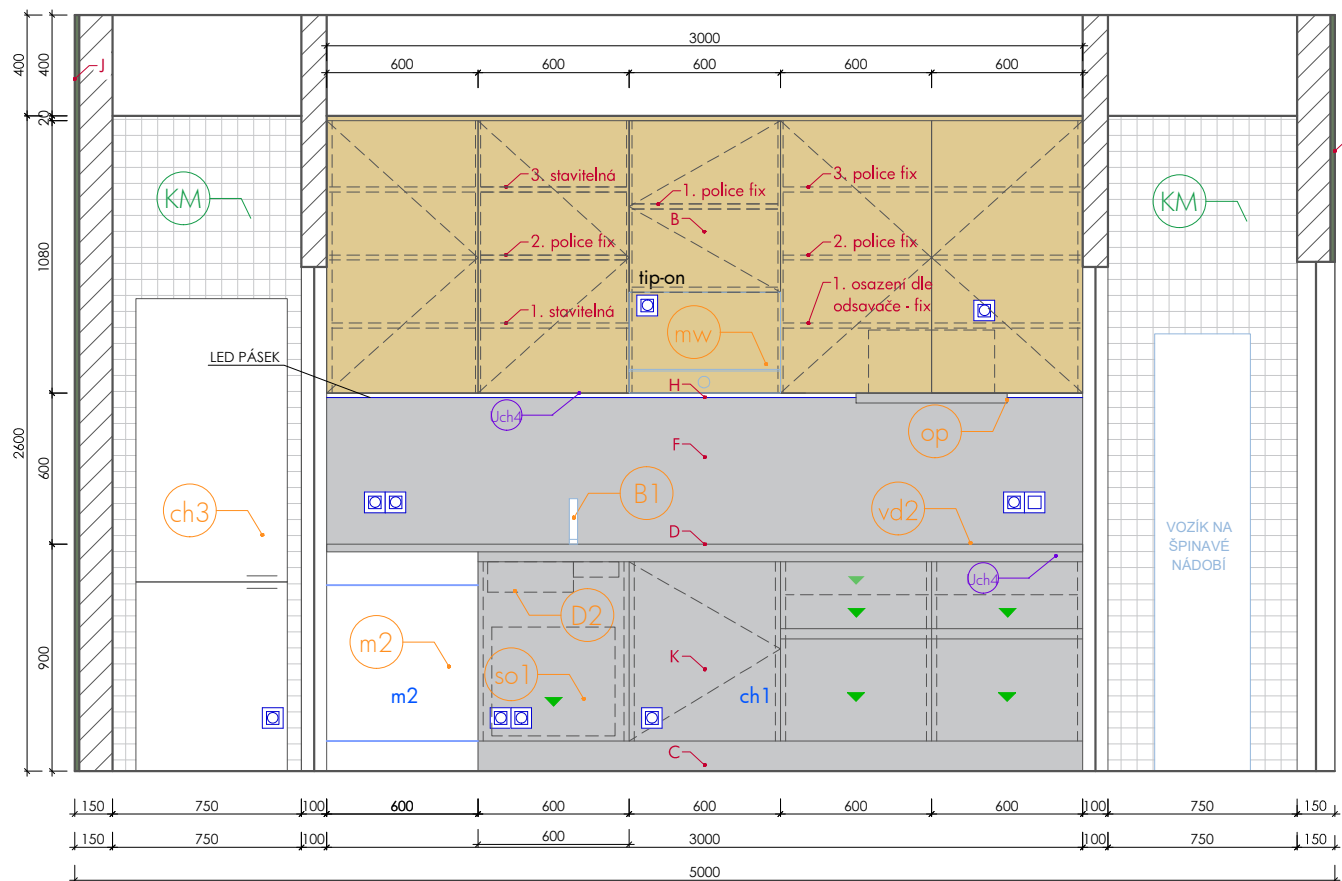 3000
600 600 600 600 600
400 400
J
20
KM
KM
3. stavitelná
1. police fix
3. police fix
B
2. police fix
2. police fix
1080
tip-on
1. osazení dle
odsavače - fix
1. stavitelná
mw
LED PÁSEK
H
Uch4
op
F
2600
600
B1
ch3
vd2
D
VOZÍK NA
ŠPINAVÉ
NÁDOBÍ
Uch4
D2
m2
K
so1
900
m2
ch1
C
150 750 100 600 600 600 600 600 100 750 150
150 750 100 600 3000 100 750 150
5000